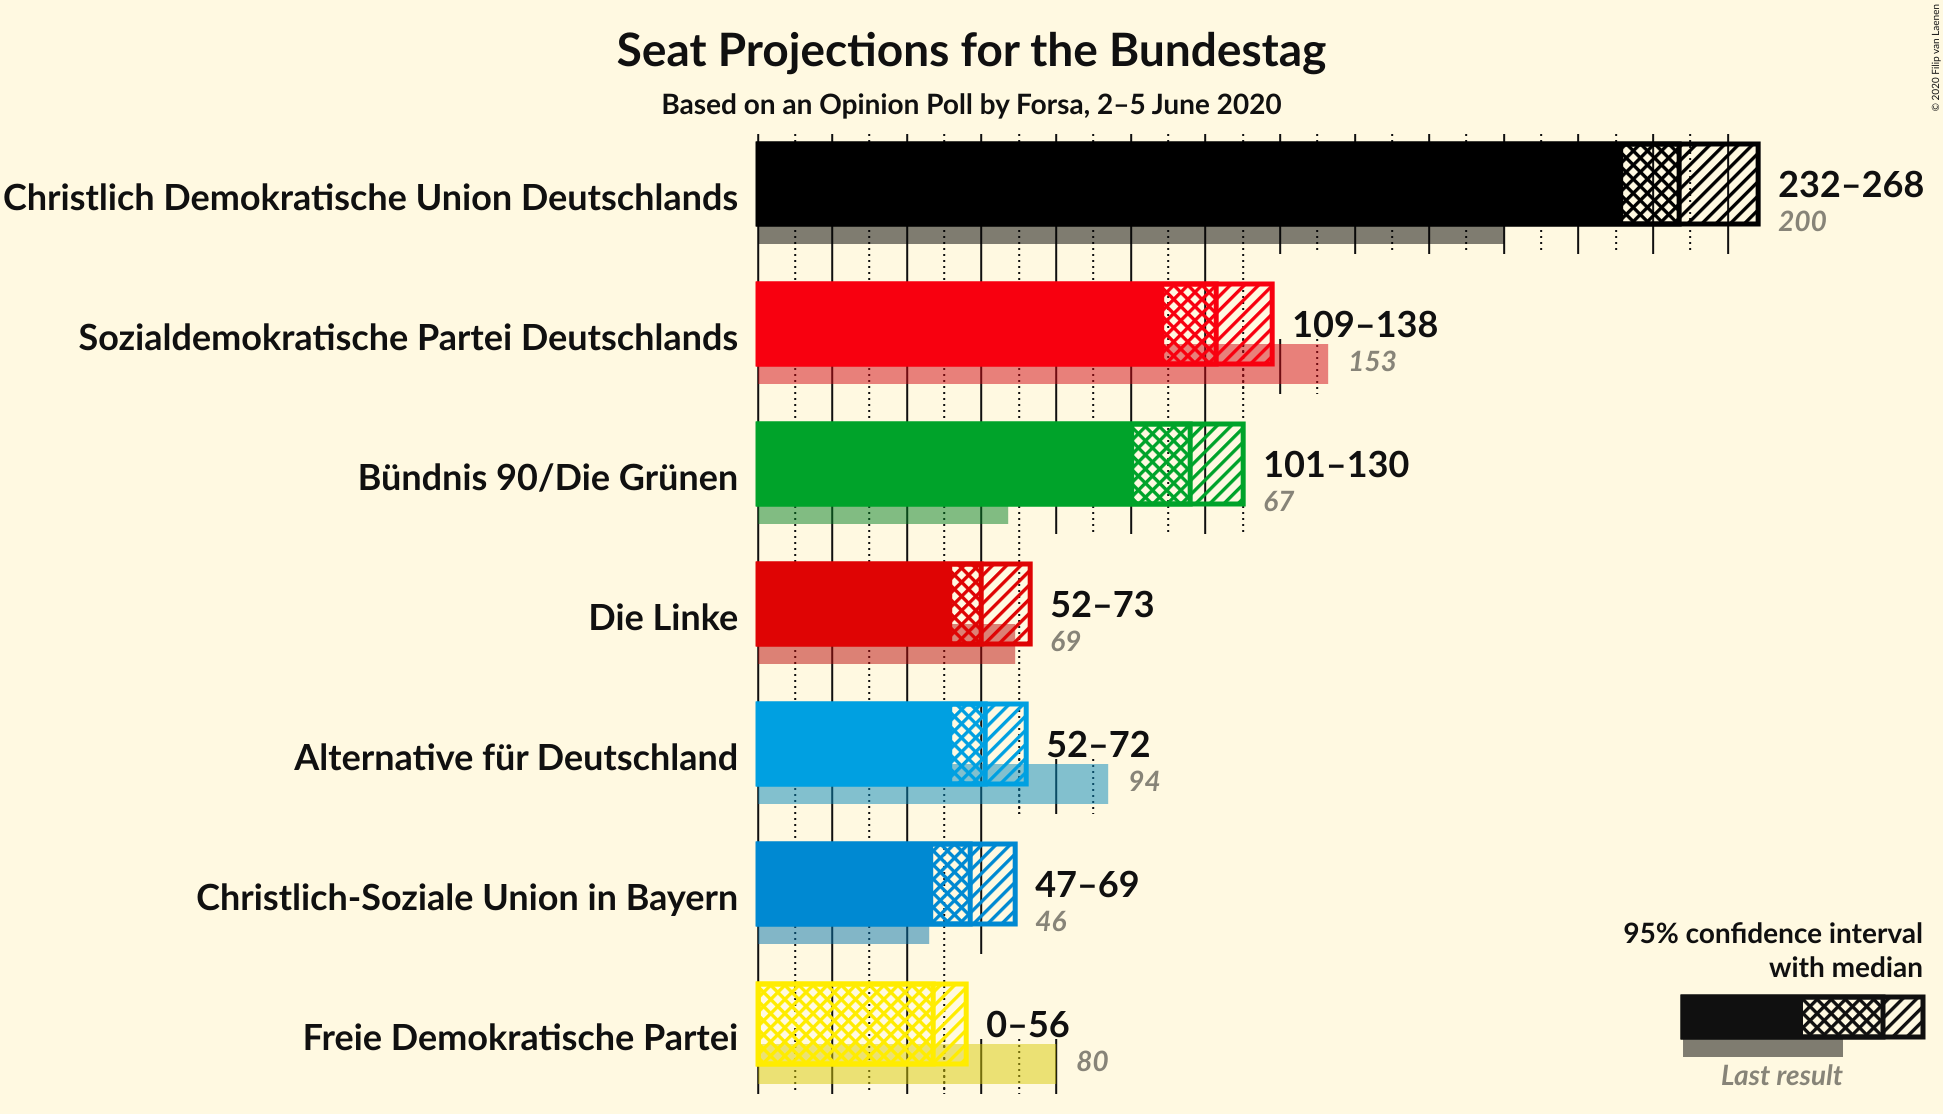 Seat Projections for the Bundestag
Based on an Opinion Poll by Forsa, 2–5 June 2020
© 2020 Filip van Laenen
Christlich Demokratische Union Deutschlands
232–268
200
Sozialdemokratische Partei Deutschlands
109–138
153
Bündnis 90/Die Grünen
101–130
67
Die Linke
52–73
69
Alternative für Deutschland
52–72
94
Christlich-Soziale Union in Bayern
47–69
46
Freie Demokratische Partei
0–56
80
95% confidence interval
with median
Last result